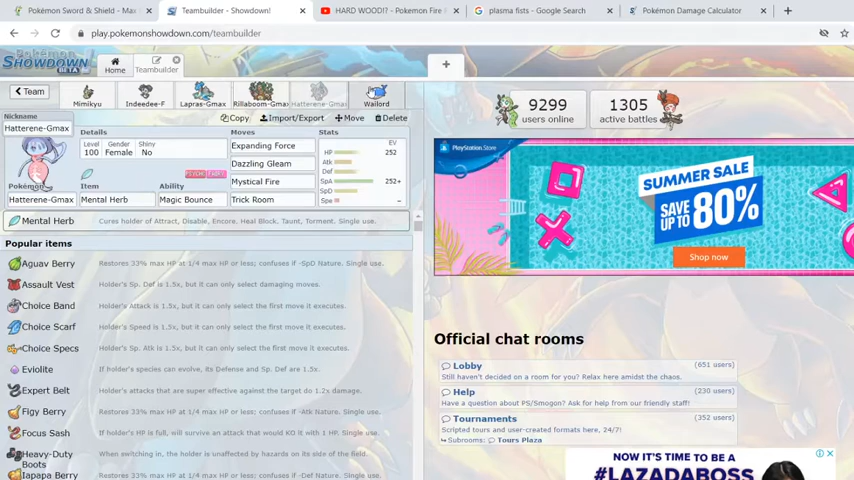 Pokémon Sword & Shield - Max
Teambuilder - Showdown!
HARD WOOD!? - Pokemon Fire
plasma fists - Google Search
Pokémon Damage Calculator
play.pokemonshowdown.com/teambuilder
POKÉMON SHOWDOWN BETA
Home
Teambuilder
+
Team
Mimikyu
Indeedee-F
Lapras-Gmax
Rillaboom-Gmax
Hatterene-Gmax
Wailord
9299 users online
1305 active battles
Copy Import/Export Move Delete
Nickname
Hatterene-Gmax
Details
Level Gender Shiny
100 Female No
PSYCHC FAIRY
Pokémon
Hatterene-Gmax
Item
Mental Herb
Ability
Magic Bounce
Moves
Expanding Force
Dazzling Gleam
Mystical Fire
Trick Room
Stats EV
HP 252
Atk
Def
SpA 252+
SpD
Spe –
Mental Herb Cures holder of Attract, Disable, Encore, Heal Block, Taunt, Torment. Single use.
Popular items
Aguav Berry Restores 33% max HP at 1/4 max HP or less; confuses if -SpD Nature. Single use.
Assault Vest Holder's Sp. Def is 1.5x, but it can only select damaging moves.
Choice Band Holder's Attack is 1.5x, but it can only select the first move it executes.
Choice Scarf Holder's Speed is 1.5x, but it can only select the first move it executes.
Choice Specs Holder's Sp. Atk is 1.5x, but it can only select the first move it executes.
Eviolite If holder's species can evolve, its Defense and Sp. Def are 1.5x.
Expert Belt Holder's attacks that are super effective against the target do 1.2x damage.
Figy Berry Restores 33% max HP at 1/4 max HP or less; confuses if -Atk Nature. Single use.
Focus Sash If holder's HP is full, will survive an attack that would KO it with 1 HP. Single use.
Heavy-Duty Boots When switching in, the holder is unaffected by hazards on its side of the field.
Iapapa Berry Restores 33% max HP at 1/4 max HP or less; confuses if -Def Nature. Single use.
PlayStation Store
SUMMER SALE
SAVE UP TO 80%
Shop now
Official chat rooms
Lobby (651 users)
Still haven't decided on a room for you? Relax here amidst the chaos.
Help (230 users)
Have a question about PS/Smogon? Ask for help from our friendly staff!
Tournaments (352 users)
Scripted tours and user-created formats here, 24/7!
Subrooms: Tours Plaza
NOW IT'S TIME TO BE A
#LAZADABOSS